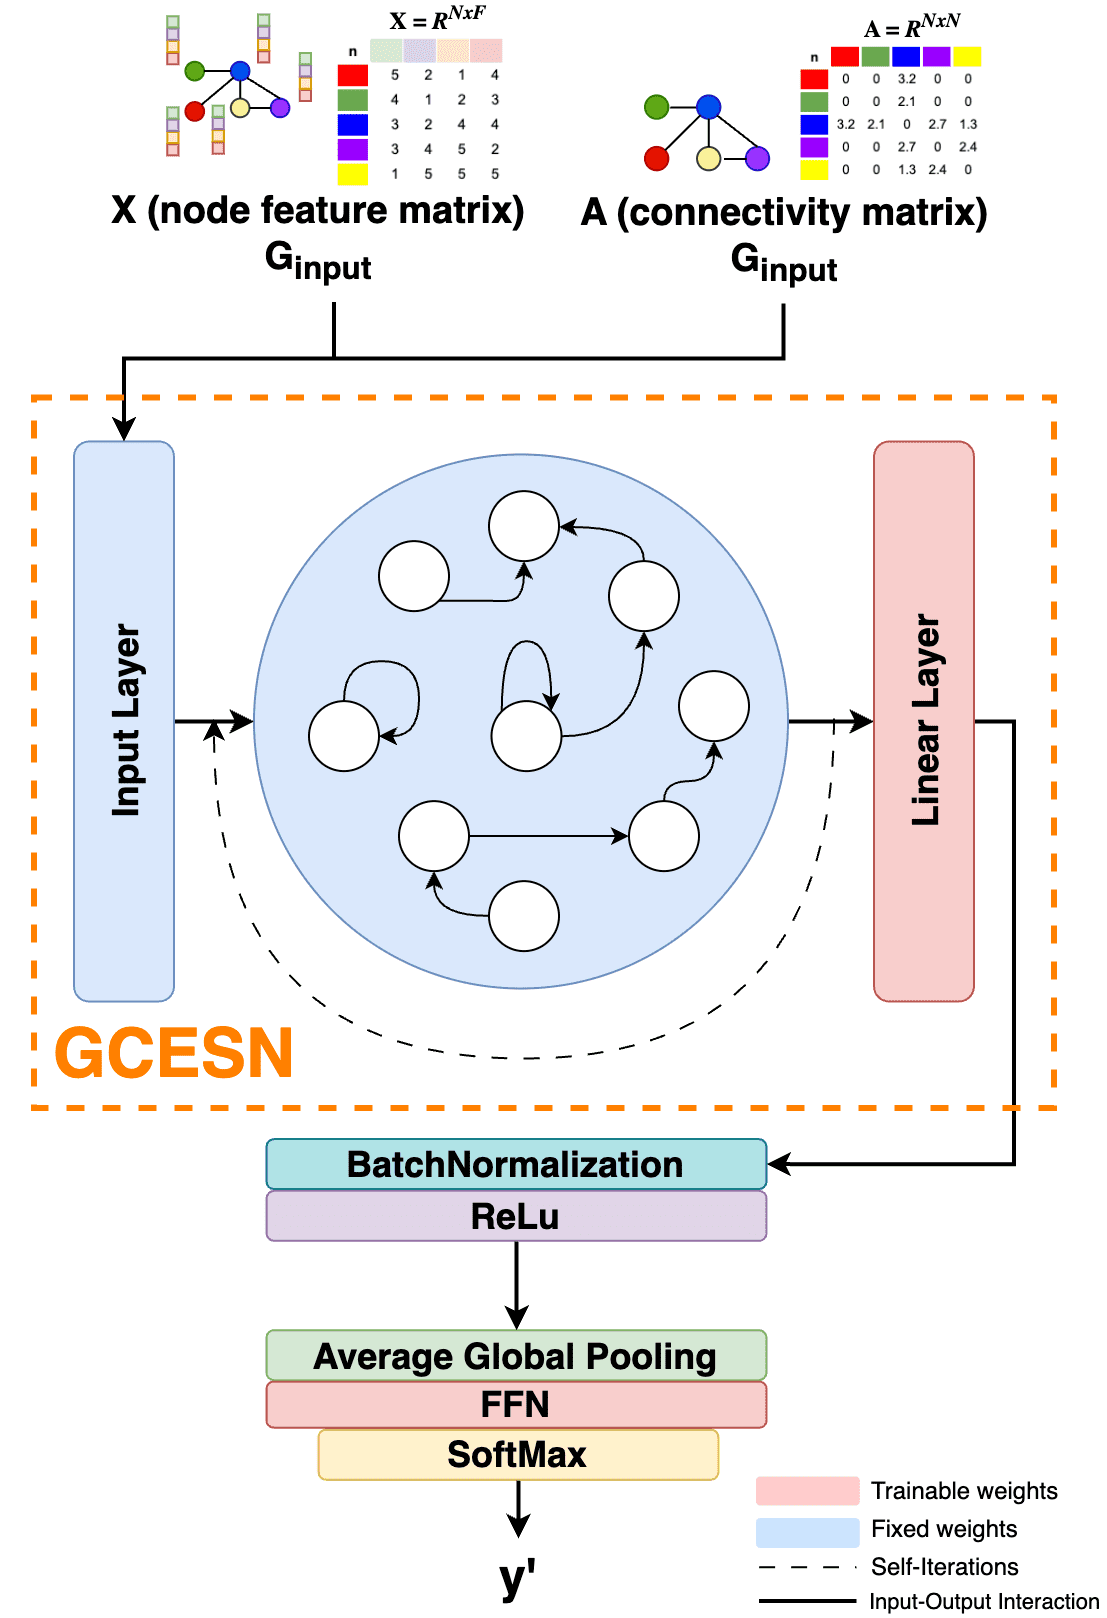 X = R^{NxF}
n
5 2 1 4
4 1 2 3
3 2 4 4
3 4 5 2
1 5 5 5
X (node feature matrix)
G_{input}
A = R^{NxN}
n
0 0 3.2 0 0
0 0 2.1 0 0
3.2 2.1 0 2.7 1.3
0 0 2.7 0 2.4
0 0 1.3 2.4 0
A (connectivity matrix)
G_{input}
Input Layer
Linear Layer
GCESN
BatchNormalization
ReLu
Average Global Pooling
FFN
SoftMax
y'
Trainable weights
Fixed weights
Self-Iterations
Input-Output Interaction